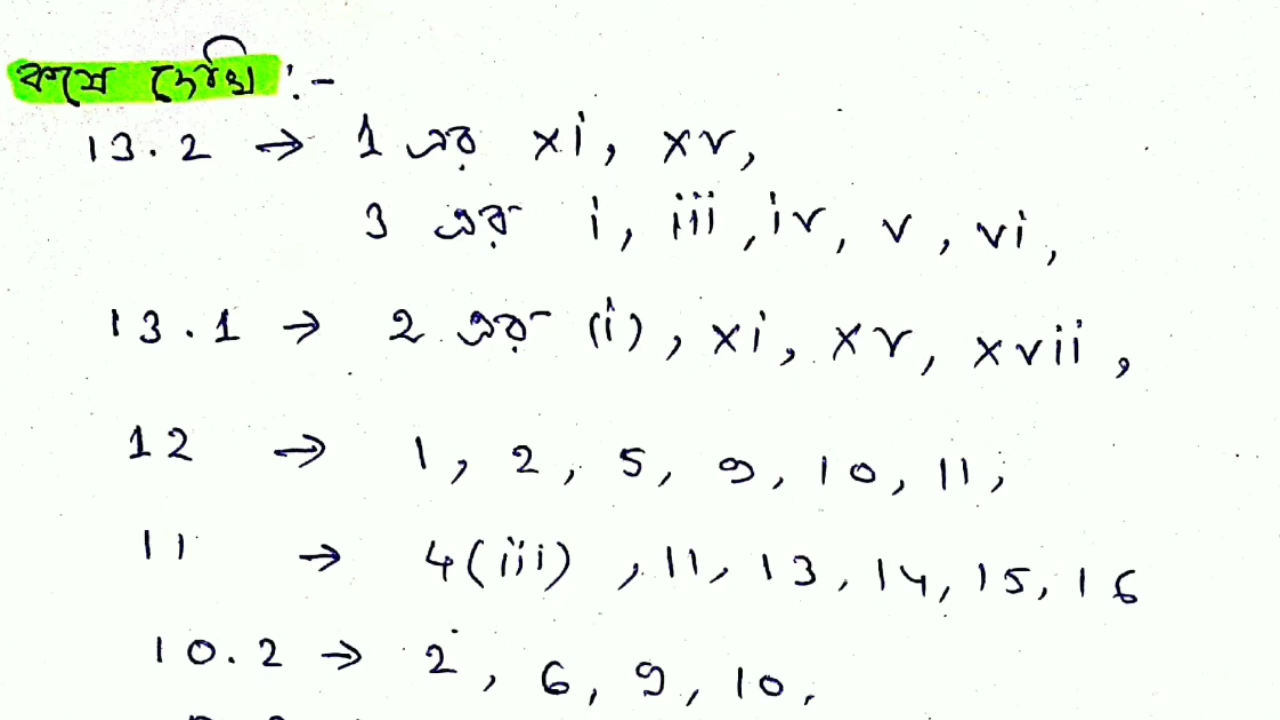 কষে দেখি :-
13.2 → 1 এর xi, xv,
3 এর i, iii, iv, v, vi,
13.1 → 2 এর (i), xi, xv, xvii,
12 → 1, 2, 5, 9, 10, 11,
11 → 4(iii), 11, 13, 14, 15, 16
10.2 → 2, 6, 9, 10,